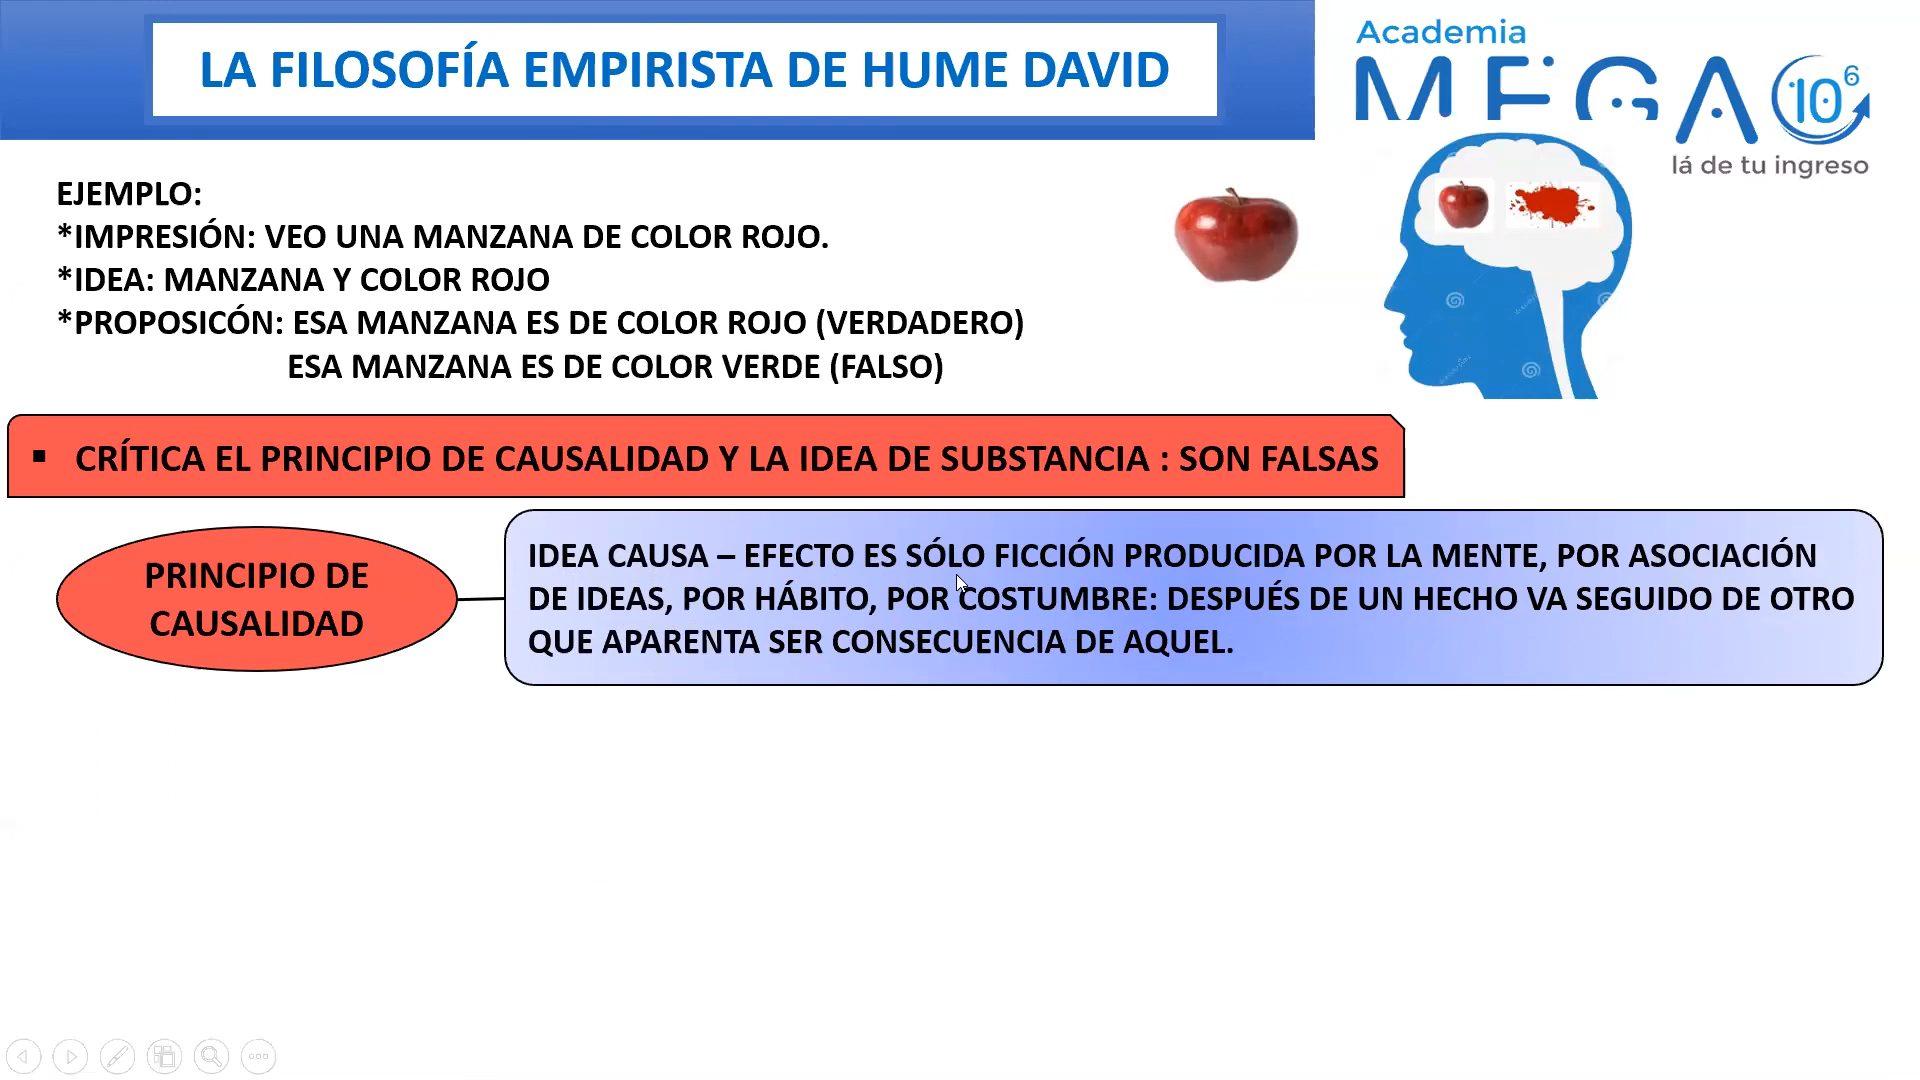 LA FILOSOFÍA EMPIRISTA DE HUME DAVID
Academia
MEGA 10⁶
lá de tu ingreso
EJEMPLO:
*IMPRESIÓN: VEO UNA MANZANA DE COLOR ROJO.
*IDEA: MANZANA Y COLOR ROJO
*PROPOSICÓN: ESA MANZANA ES DE COLOR ROJO (VERDADERO)
ESA MANZANA ES DE COLOR VERDE (FALSO)
▪ CRÍTICA EL PRINCIPIO DE CAUSALIDAD Y LA IDEA DE SUBSTANCIA : SON FALSAS
PRINCIPIO DE
CAUSALIDAD
IDEA CAUSA – EFECTO ES SÓLO FICCIÓN PRODUCIDA POR LA MENTE, POR ASOCIACIÓN
DE IDEAS, POR HÁBITO, POR COSTUMBRE: DESPUÉS DE UN HECHO VA SEGUIDO DE OTRO
QUE APARENTA SER CONSECUENCIA DE AQUEL.